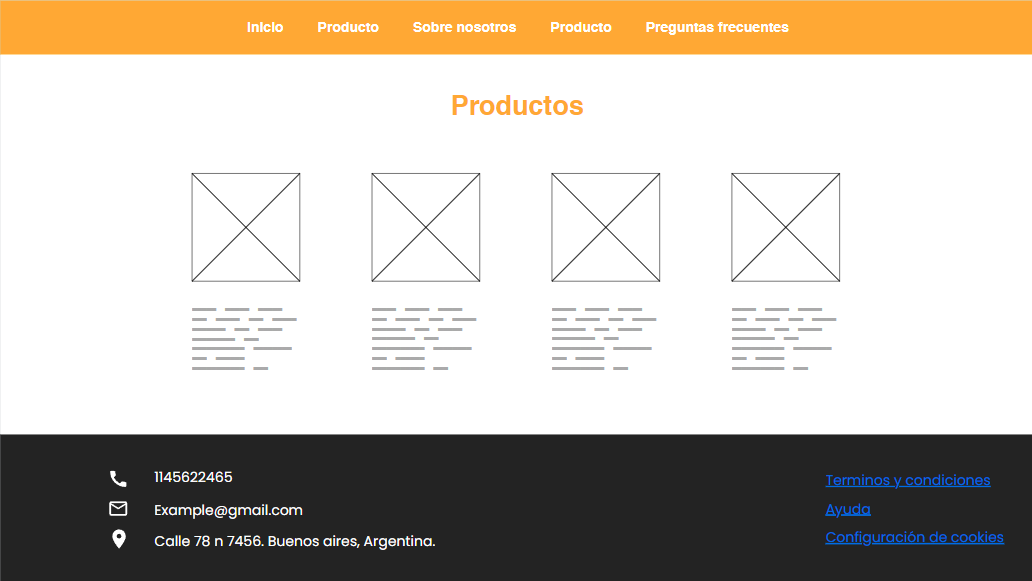 Inicio Producto Sobre nosotros Producto Preguntas frecuentes
Productos
1145622465
Example@gmail.com
Calle 78 n 7456. Buenos aires, Argentina.
Terminos y condiciones
Ayuda
Configuración de cookies